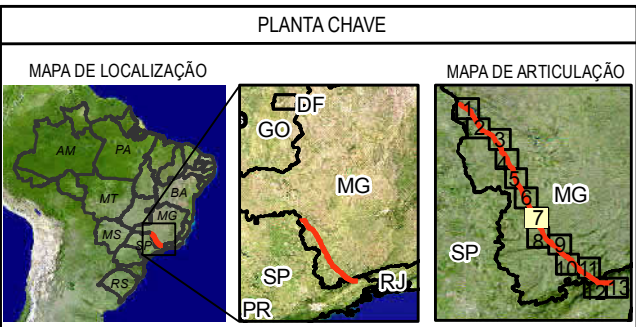 PLANTA CHAVE
MAPA DE LOCALIZAÇÃO
AM
PA
MT
BA
MG
MS
SP
RS
DF
GO
MG
SP
RJ
PR
MAPA DE ARTICULAÇÃO
1
2
3
4
5
6
MG
7
8
9
SP
10
11
12
13